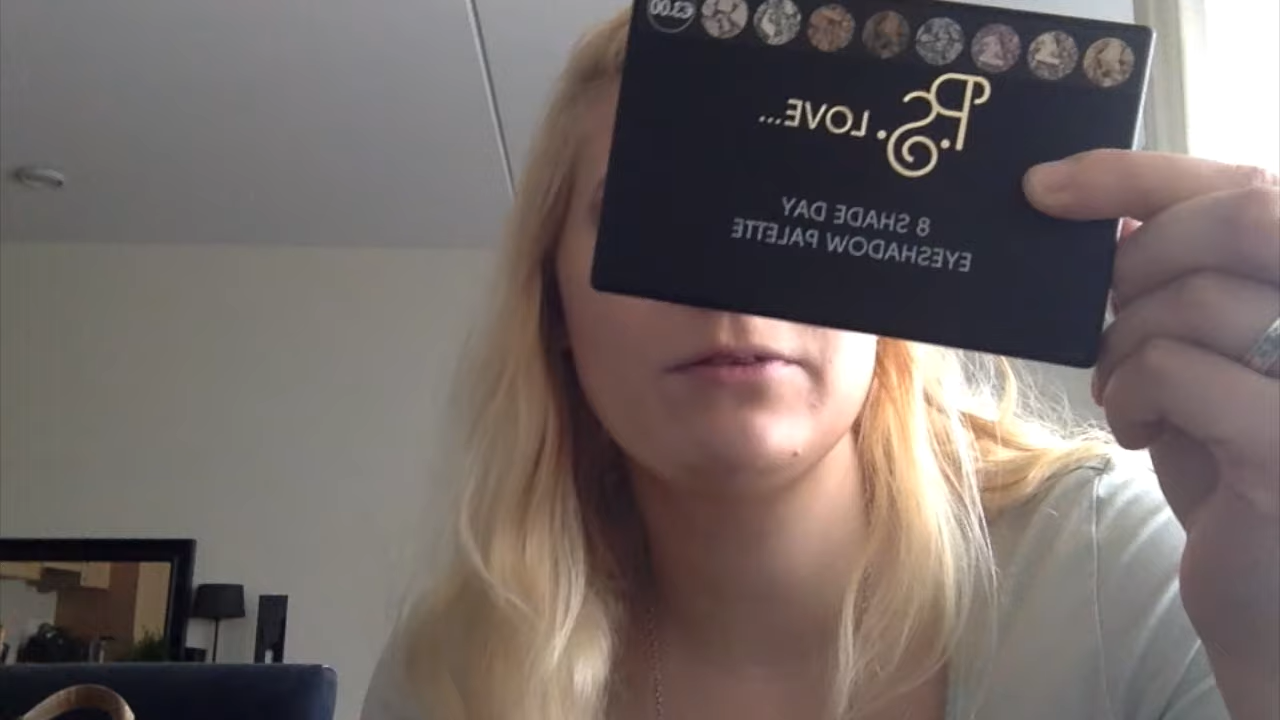 €3.00
P.S. LOVE...
8 SHADE DAY
EYESHADOW PALETTE